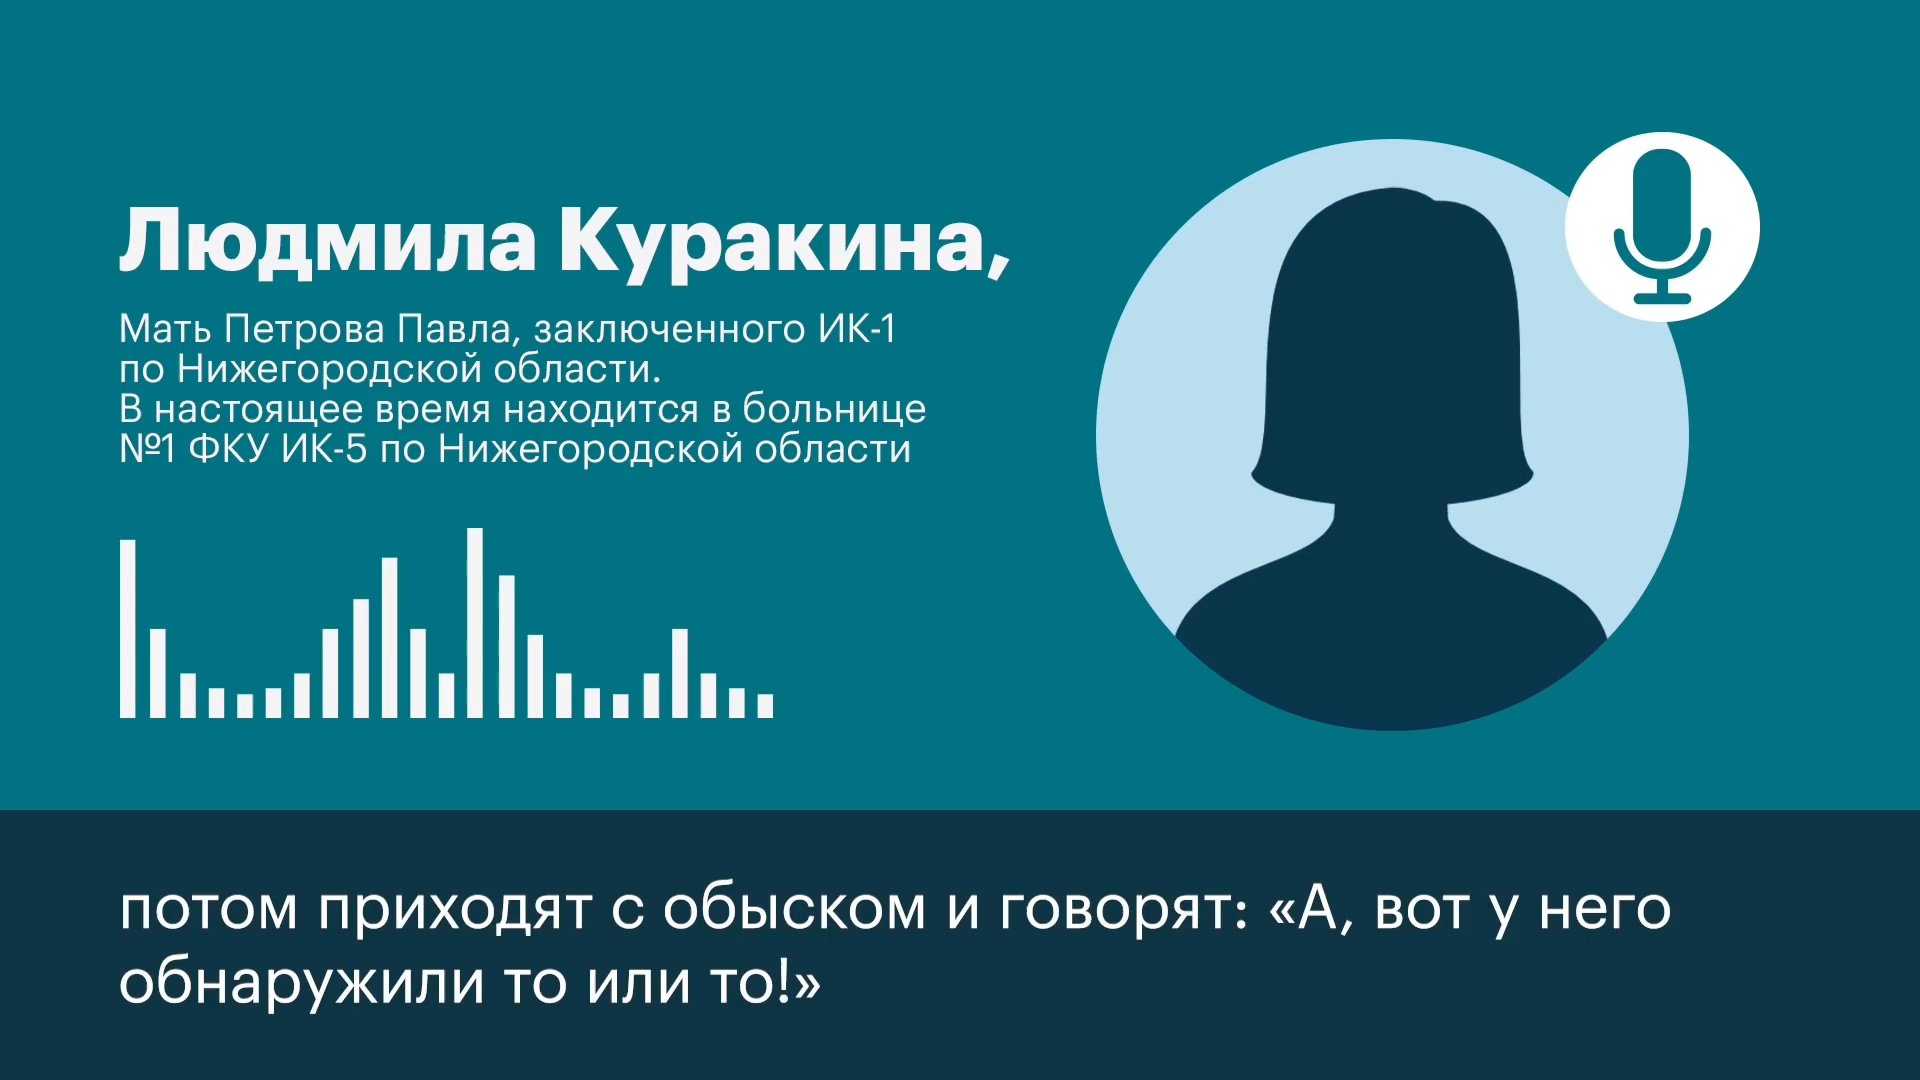 Людмила Куракина,
Мать Петрова Павла, заключенного ИК-1
по Нижегородской области.
В настоящее время находится в больнице
№1 ФКУ ИК-5 по Нижегородской области
потом приходят с обыском и говорят: «А, вот у него
обнаружили то или то!»